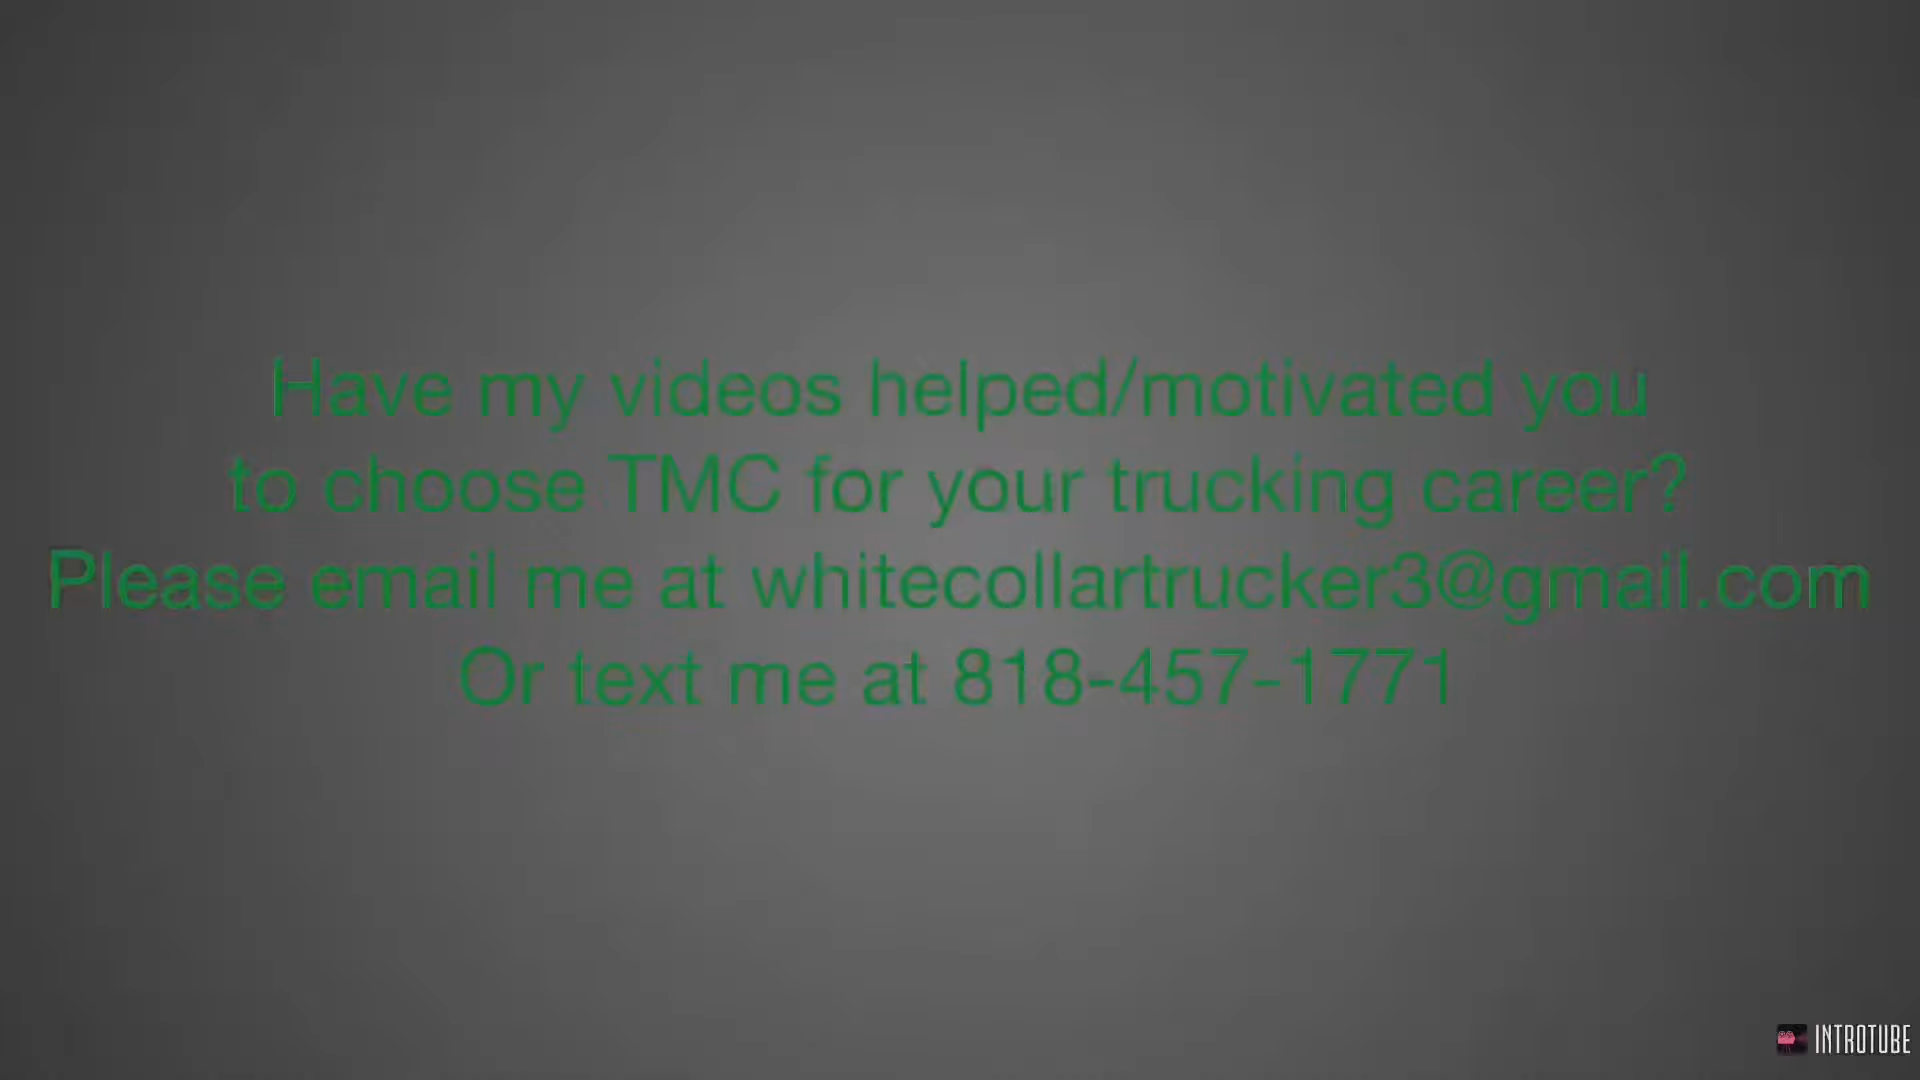 Have my videos helped/motivated you
to choose TMC for your trucking career?
Please email me at whitecollartrucker3@gmail.com
Or text me at 818-457-1771
INTROTUBE